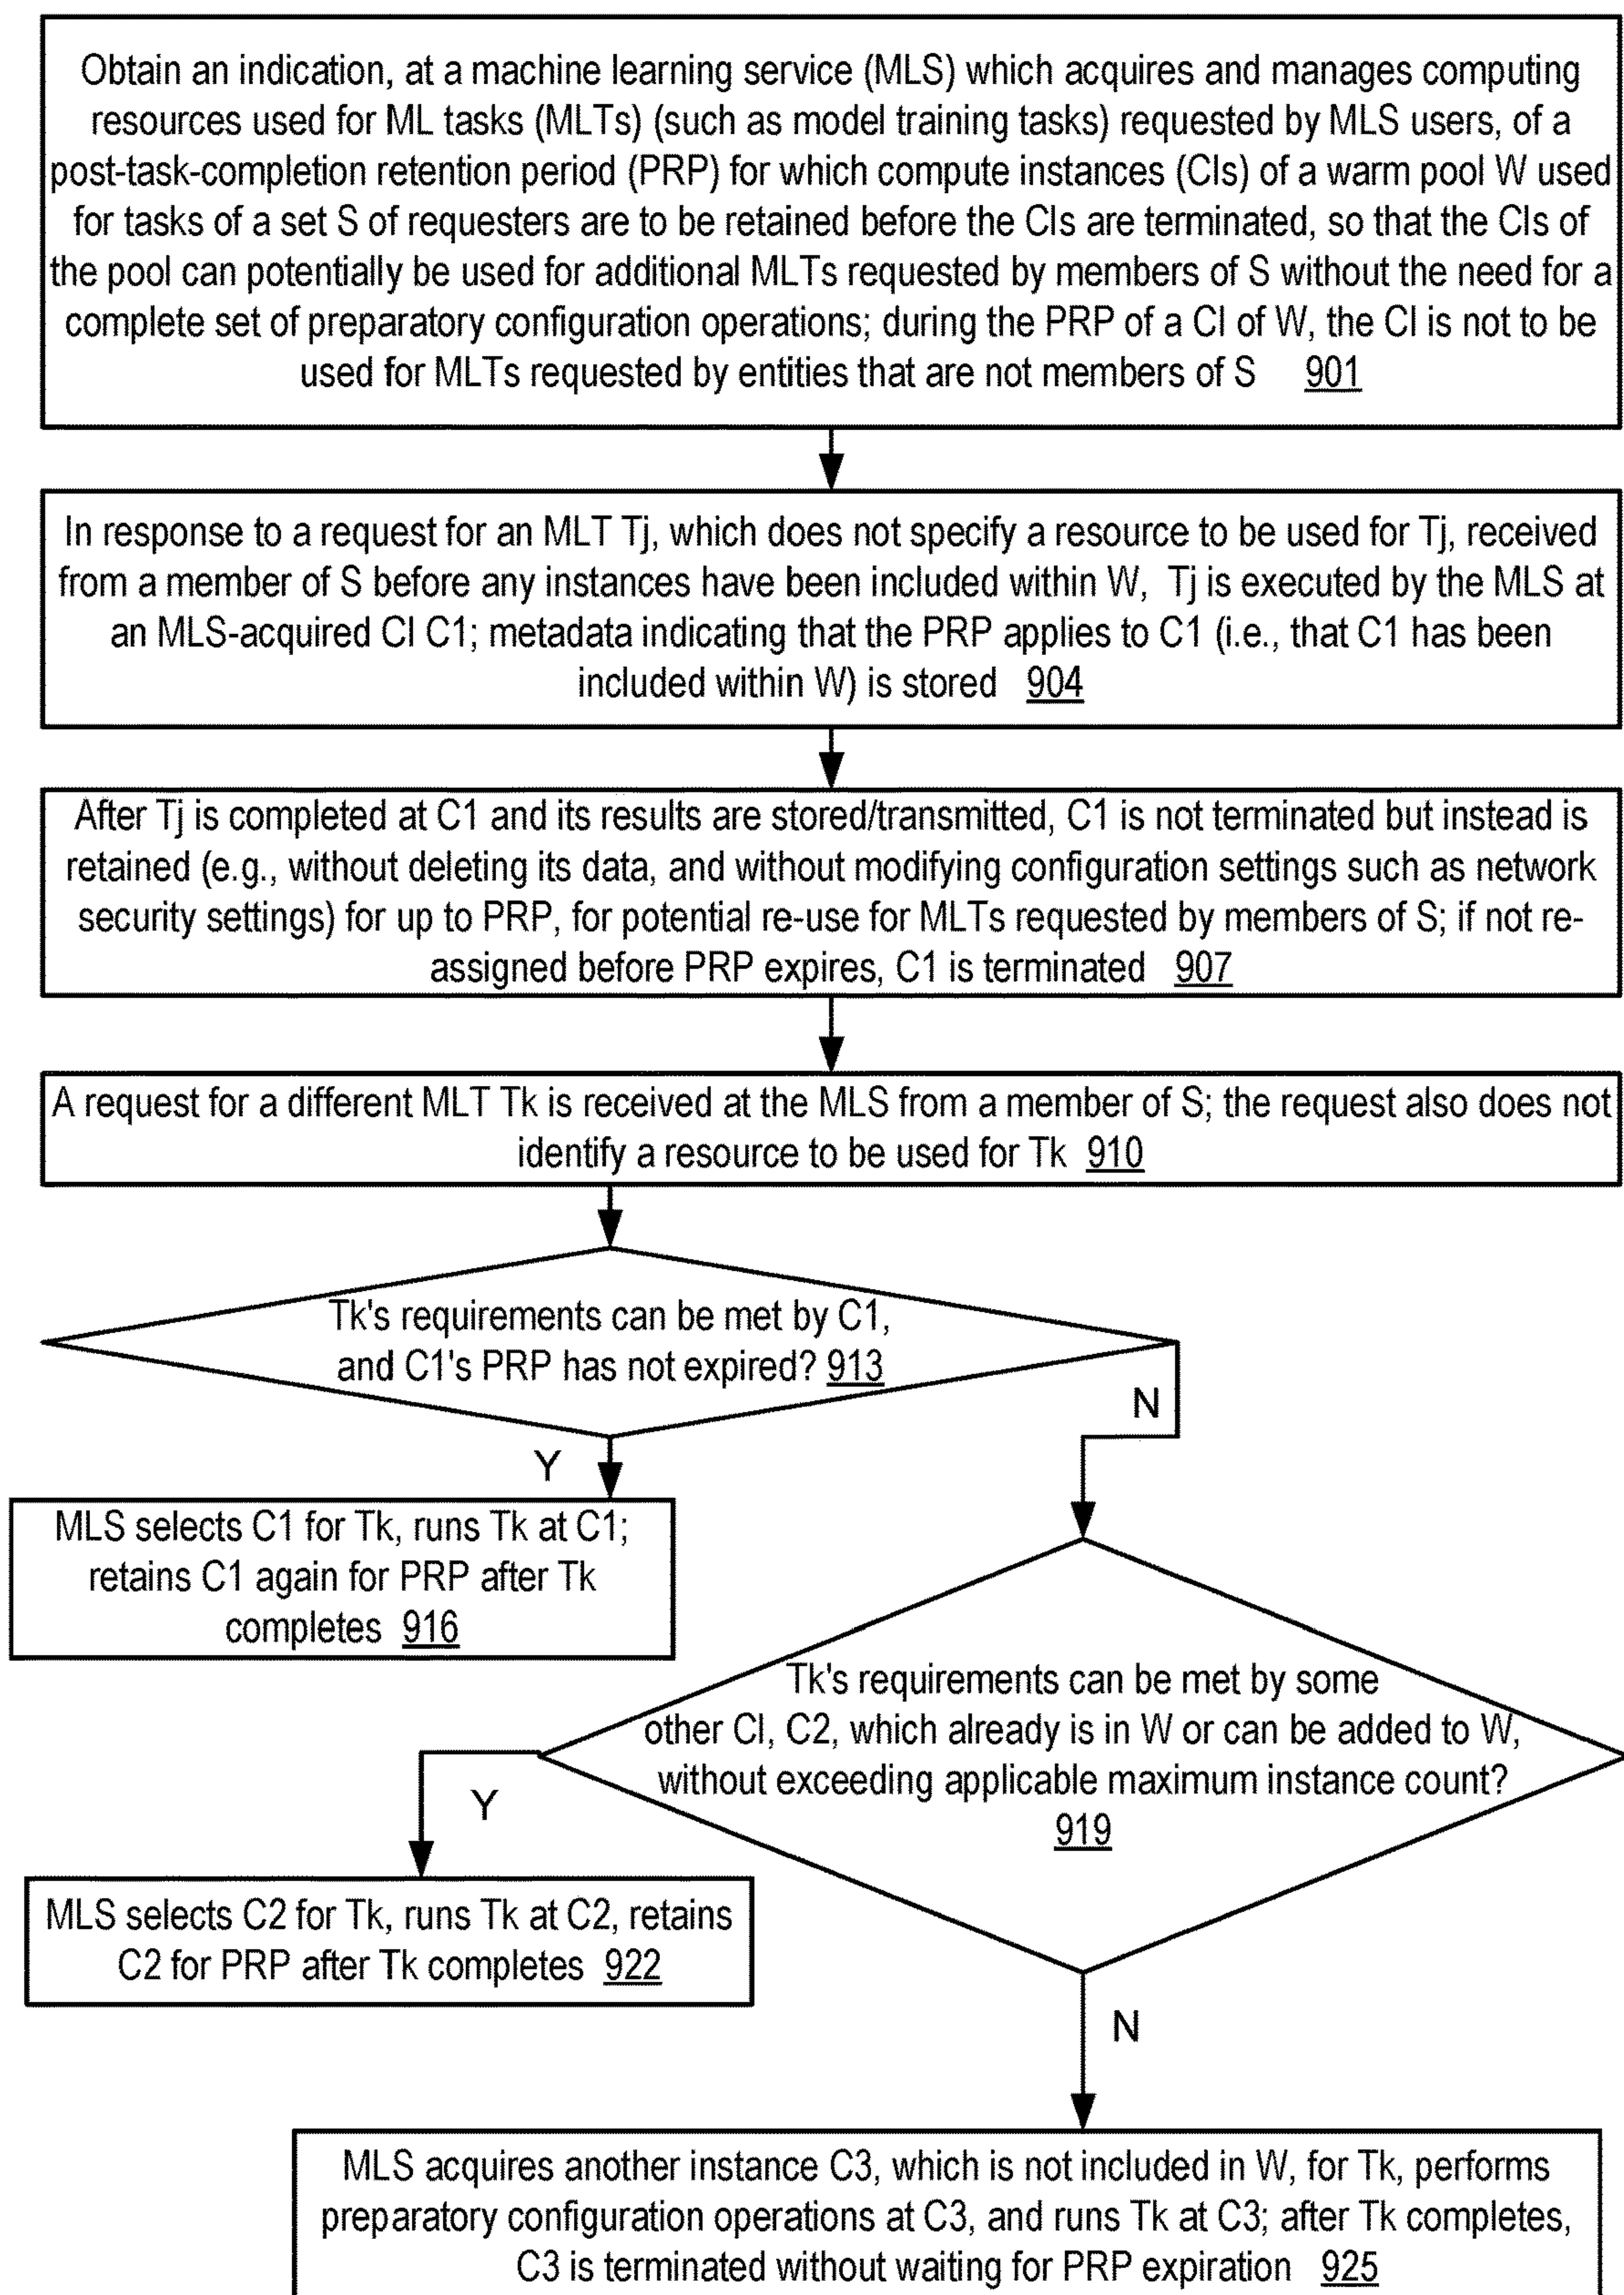 Obtain an indication, at a machine learning service (MLS) which acquires and manages computing
resources used for ML tasks (MLTs) (such as model training tasks) requested by MLS users, of a
post-task-completion retention period (PRP) for which compute instances (CIs) of a warm pool W used
for tasks of a set S of requesters are to be retained before the CIs are terminated, so that the CIs of
the pool can potentially be used for additional MLTs requested by members of S without the need for a
complete set of preparatory configuration operations; during the PRP of a CI of W, the CI is not to be
used for MLTs requested by entities that are not members of S 901
In response to a request for an MLT Tj, which does not specify a resource to be used for Tj, received
from a member of S before any instances have been included within W, Tj is executed by the MLS at
an MLS-acquired CI C1; metadata indicating that the PRP applies to C1 (i.e., that C1 has been
included within W) is stored 904
After Tj is completed at C1 and its results are stored/transmitted, C1 is not terminated but instead is
retained (e.g., without deleting its data, and without modifying configuration settings such as network
security settings) for up to PRP, for potential re-use for MLTs requested by members of S; if not re-
assigned before PRP expires, C1 is terminated 907
A request for a different MLT Tk is received at the MLS from a member of S; the request also does not
identify a resource to be used for Tk 910
Tk's requirements can be met by C1,
and C1's PRP has not expired? 913
N
Y
MLS selects C1 for Tk, runs Tk at C1;
retains C1 again for PRP after Tk
completes 916
Tk's requirements can be met by some
other CI, C2, which already is in W or can be added to W,
without exceeding applicable maximum instance count?
919
Y
MLS selects C2 for Tk, runs Tk at C2, retains
C2 for PRP after Tk completes 922
N
MLS acquires another instance C3, which is not included in W, for Tk, performs
preparatory configuration operations at C3, and runs Tk at C3; after Tk completes,
C3 is terminated without waiting for PRP expiration 925